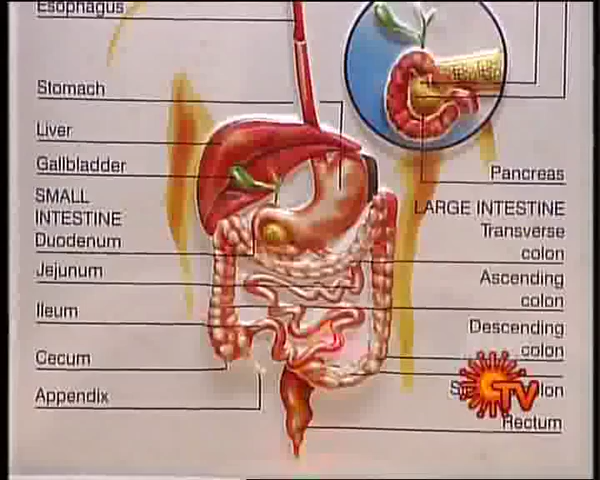 Esophagus
Stomach
Liver
Gallbladder
SMALL
INTESTINE
Duodenum
Jejunum
Ileum
Cecum
Appendix
Pancreas
LARGE INTESTINE
Transverse
colon
Ascending
colon
Descending
colon
TV
Rectum